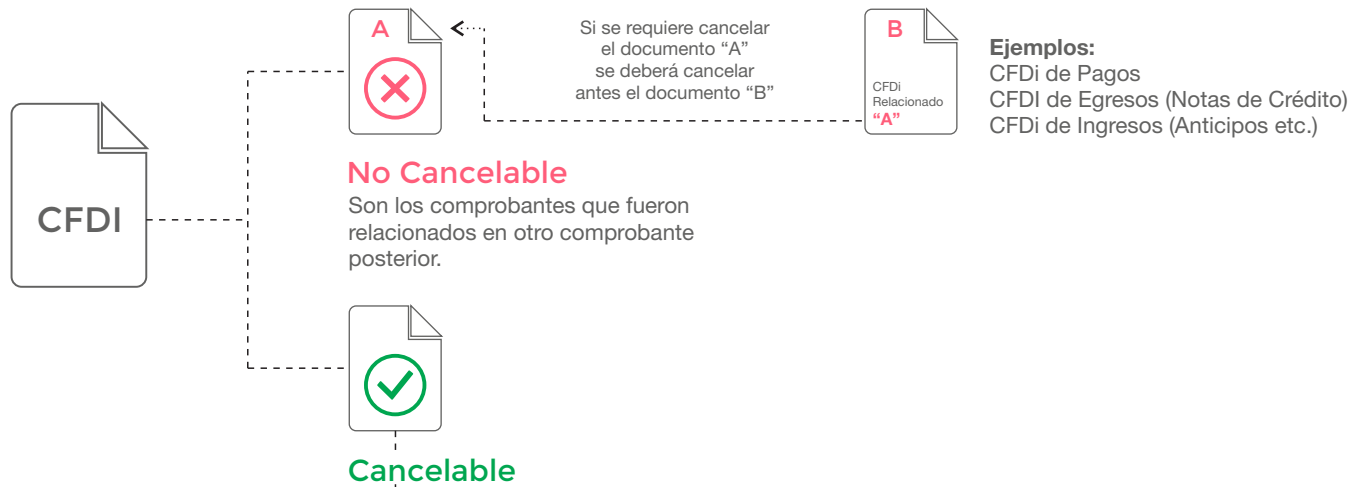 CFDI
A
Si se requiere cancelar
el documento “A”
se deberá cancelar
antes el documento “B”
B
CFDi
Relacionado
“A”
Ejemplos:
CFDi de Pagos
CFDI de Egresos (Notas de Crédito)
CFDi de Ingresos (Anticipos etc.)
No Cancelable
Son los comprobantes que fueron
relacionados en otro comprobante
posterior.
Cancelable